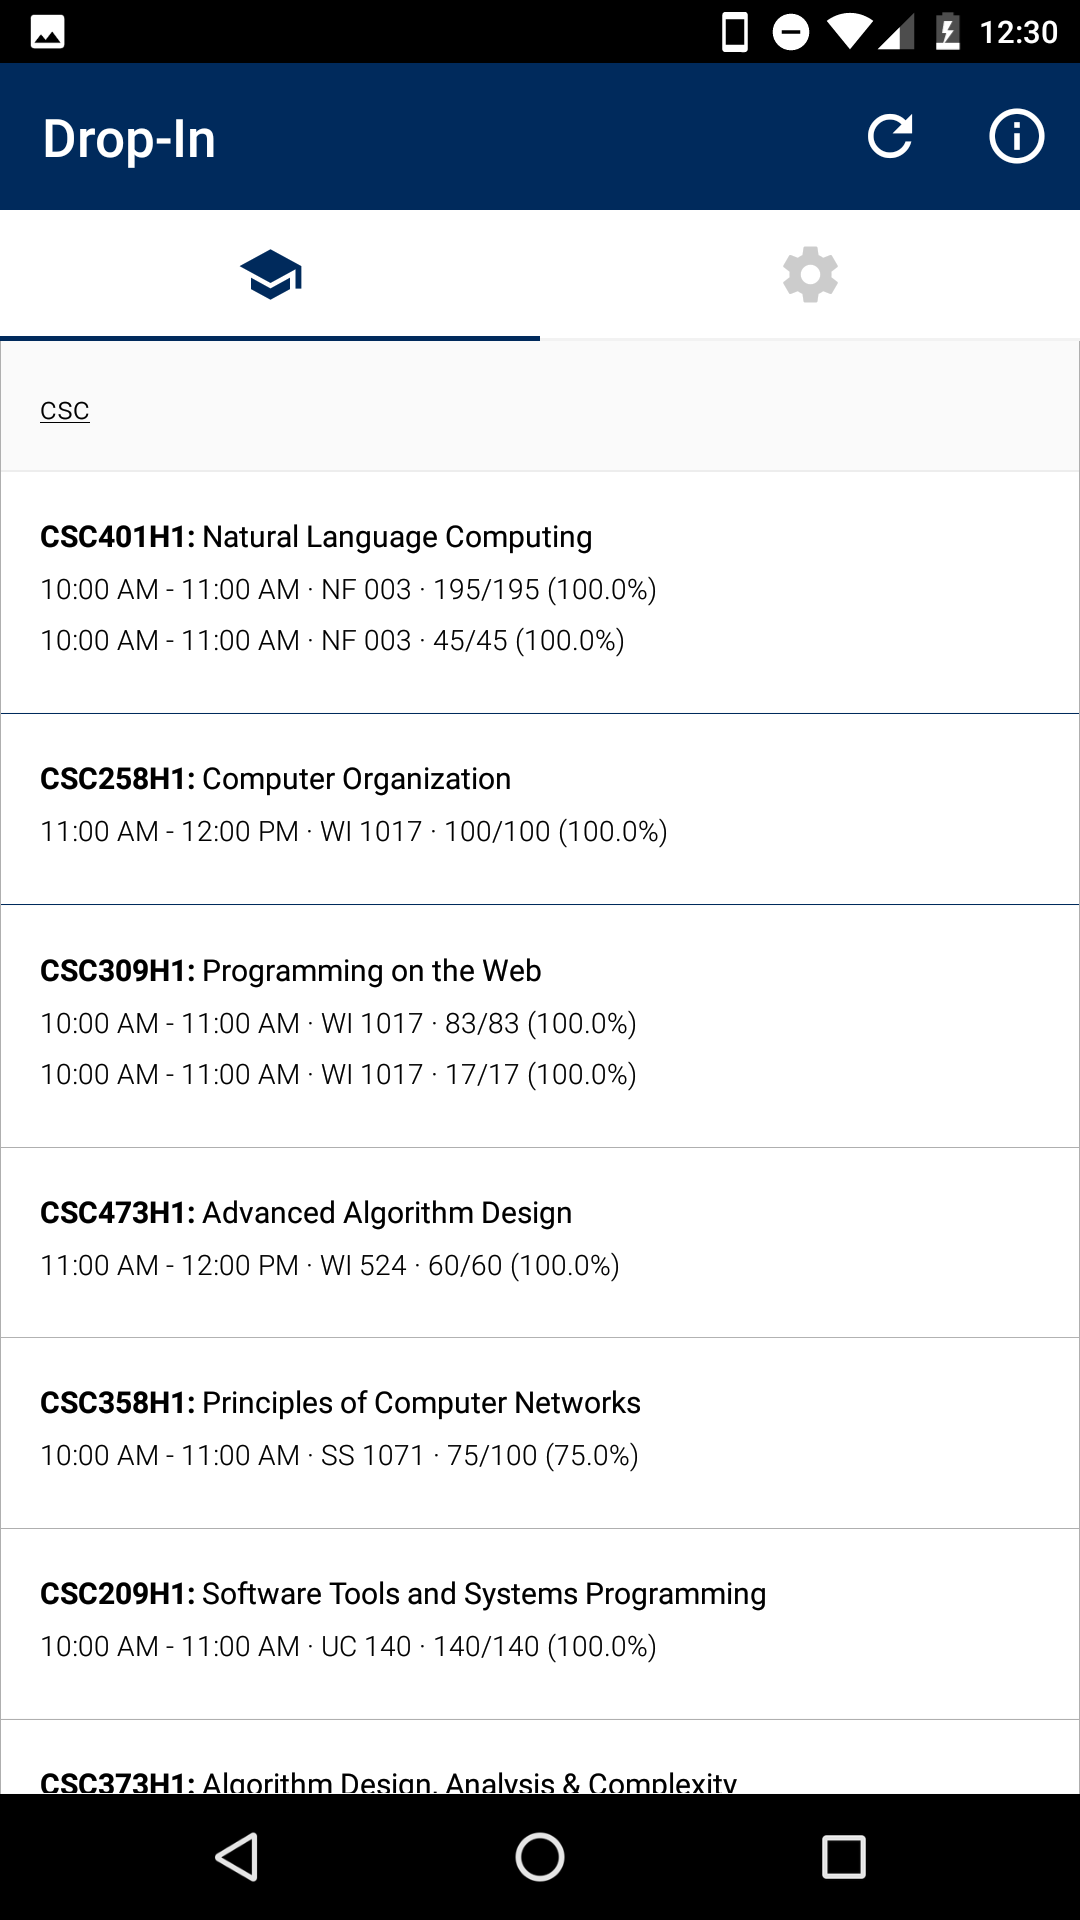 12:30
Drop-In
CSC
CSC401H1: Natural Language Computing
10:00 AM - 11:00 AM · NF 003 · 195/195 (100.0%)
10:00 AM - 11:00 AM · NF 003 · 45/45 (100.0%)
CSC258H1: Computer Organization
11:00 AM - 12:00 PM · WI 1017 · 100/100 (100.0%)
CSC309H1: Programming on the Web
10:00 AM - 11:00 AM · WI 1017 · 83/83 (100.0%)
10:00 AM - 11:00 AM · WI 1017 · 17/17 (100.0%)
CSC473H1: Advanced Algorithm Design
11:00 AM - 12:00 PM · WI 524 · 60/60 (100.0%)
CSC358H1: Principles of Computer Networks
10:00 AM - 11:00 AM · SS 1071 · 75/100 (75.0%)
CSC209H1: Software Tools and Systems Programming
10:00 AM - 11:00 AM · UC 140 · 140/140 (100.0%)
CSC373H1: Algorithm Design, Analysis & Complexity